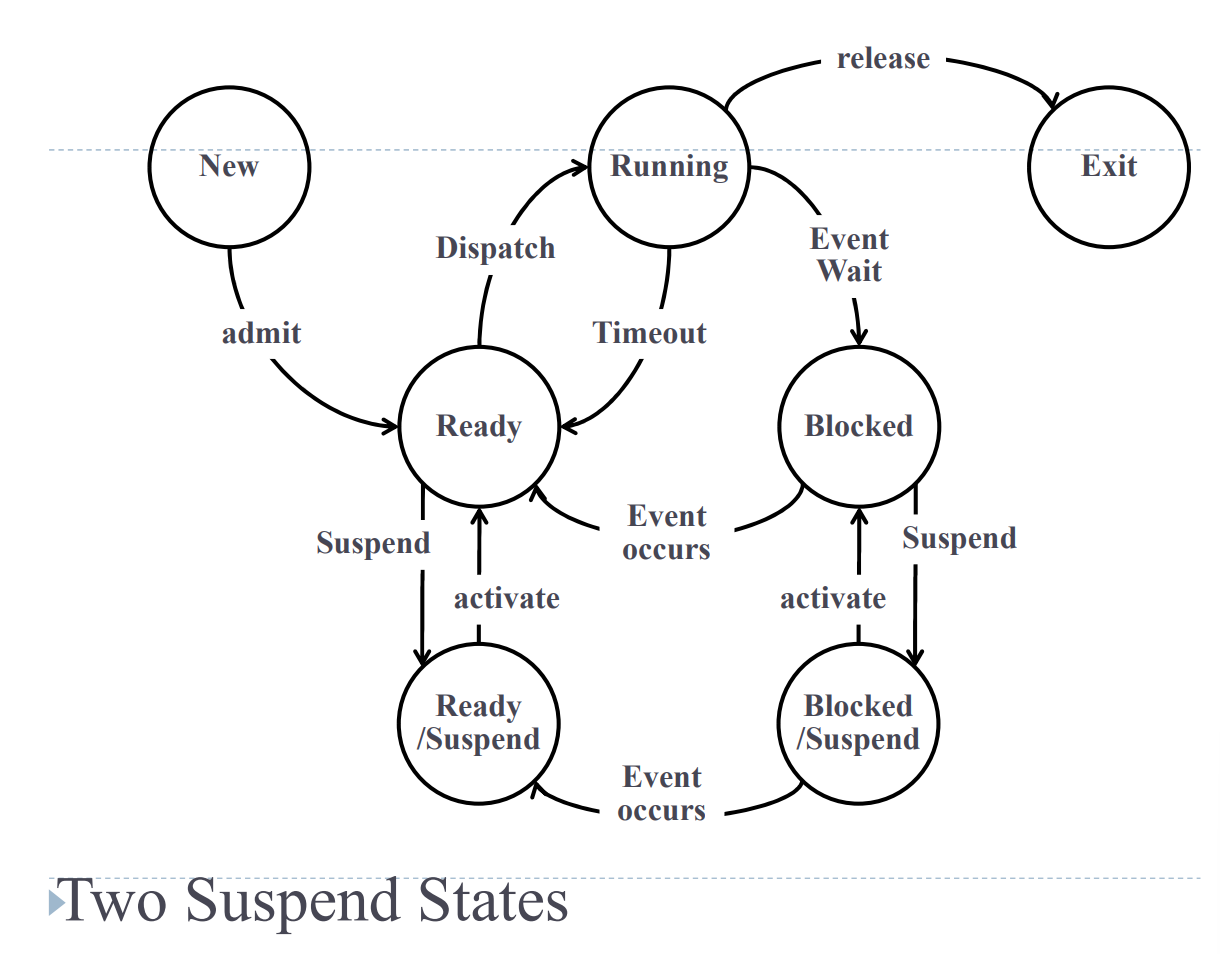 release
New
Running
Exit
Dispatch
Event
Wait
admit
Timeout
Ready
Blocked
Suspend
Event
occurs
Suspend
activate
activate
Ready
/Suspend
Blocked
/Suspend
Event
occurs
Two Suspend States